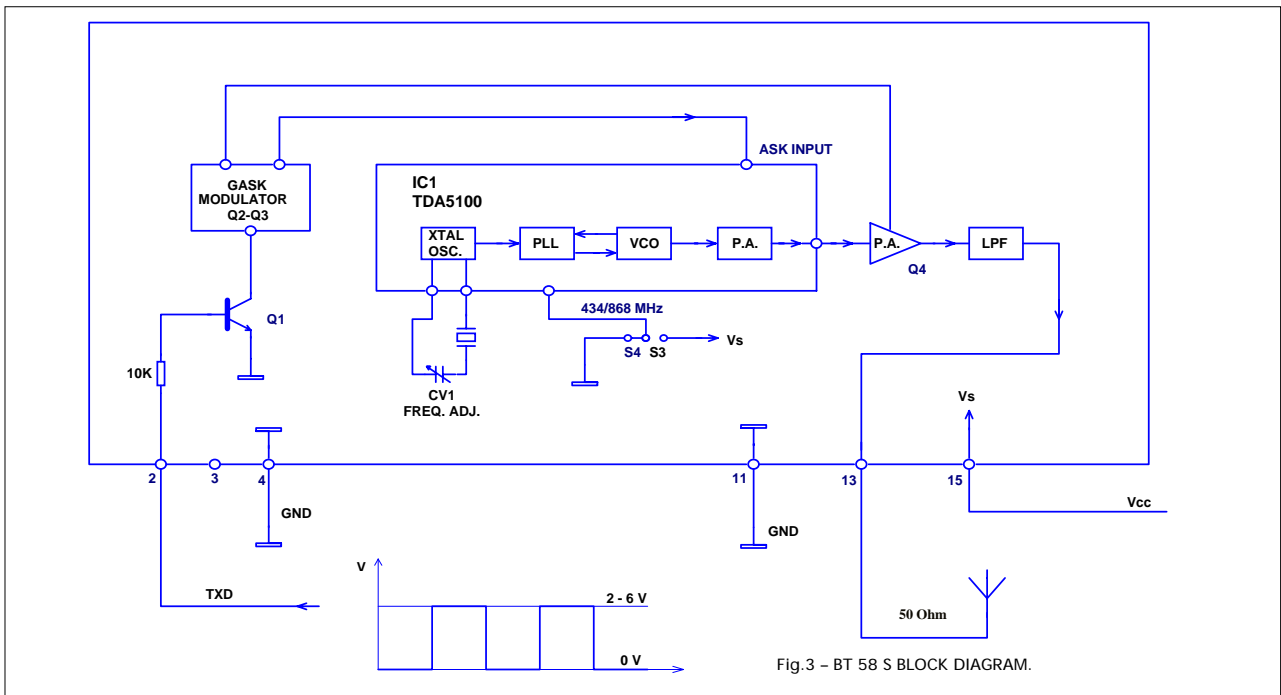 ASK INPUT
GASK
MODULATOR
Q2-Q3
IC1
TDA5100
XTAL
OSC.
PLL
VCO
P.A.
P.A.
LPF
Q4
Q1
434/868 MHz
S4 S3
Vs
10K
CV1
FREQ. ADJ.
Vs
2
3
4
11
13
15
GND
GND
Vcc
TXD
V
2 - 6 V
0 V
50 Ohm
Fig.3 – BT 58 S BLOCK DIAGRAM.